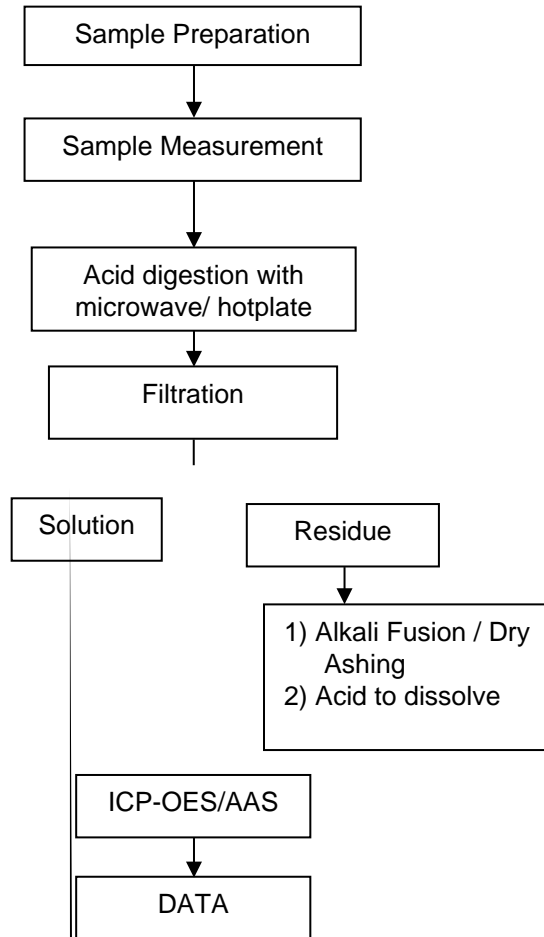 Sample Preparation
Sample Measurement
Acid digestion with
microwave/ hotplate
Filtration
Solution
Residue
1) Alkali Fusion / Dry
Ashing
2) Acid to dissolve
ICP-OES/AAS
DATA